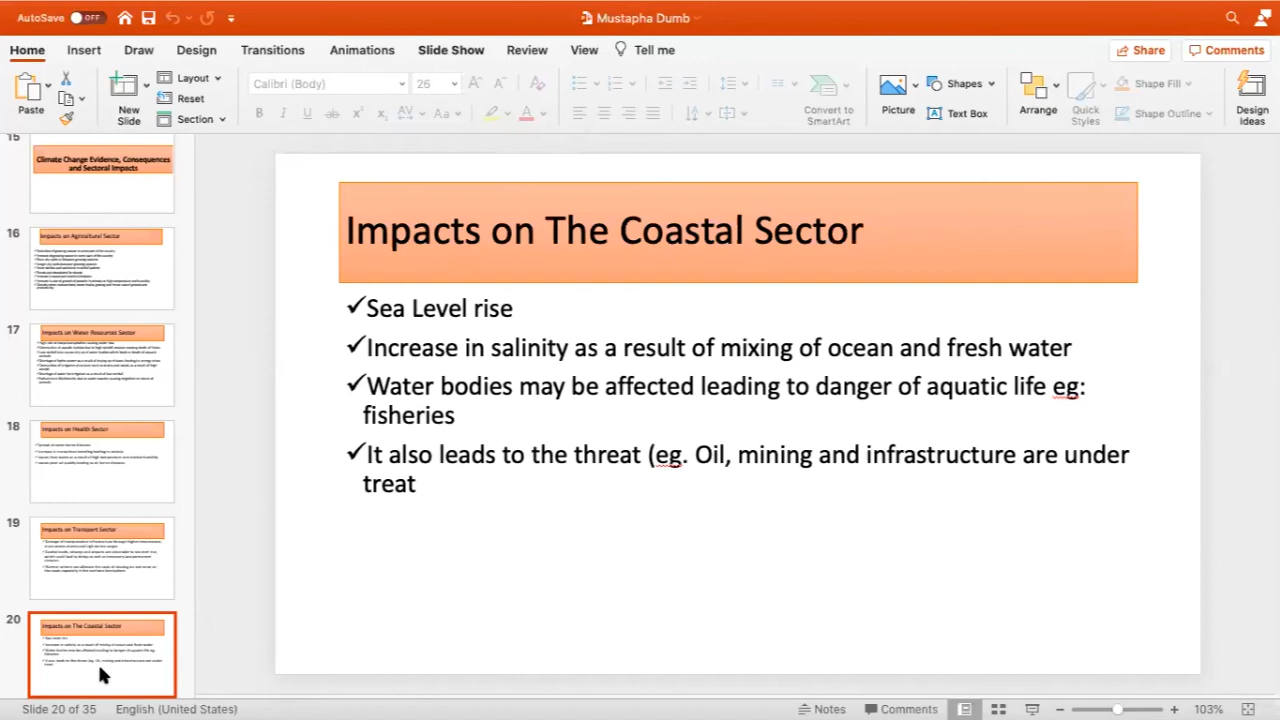 AutoSave OFF Mustapha Dumb
Home Insert Draw Design Transitions Animations Slide Show Review View Tell me Share Comments
Paste New Slide Layout Reset Section Calibri (Body) 26 Convert to SmartArt Picture Shapes Text Box Arrange Quick Styles Shape Fill Shape Outline Design Ideas
15
Climate Change Evidence, Consequences
and Sectoral Impacts
16
Impacts on Agricultural Sector
17
Impacts on Water Resources Sector
18
Impacts on Health Sector
19
Impacts on Transport Sector
20
Impacts on The Coastal Sector
Impacts on The Coastal Sector
✓Sea Level rise
✓Increase in salinity as a result of mixing of ocean and fresh water
✓Water bodies may be affected leading to danger of aquatic life eg:
fisheries
✓It also leads to the threat (eg. Oil, mining and infrastructure are under
treat
Slide 20 of 35 English (United States) Notes Comments 103%